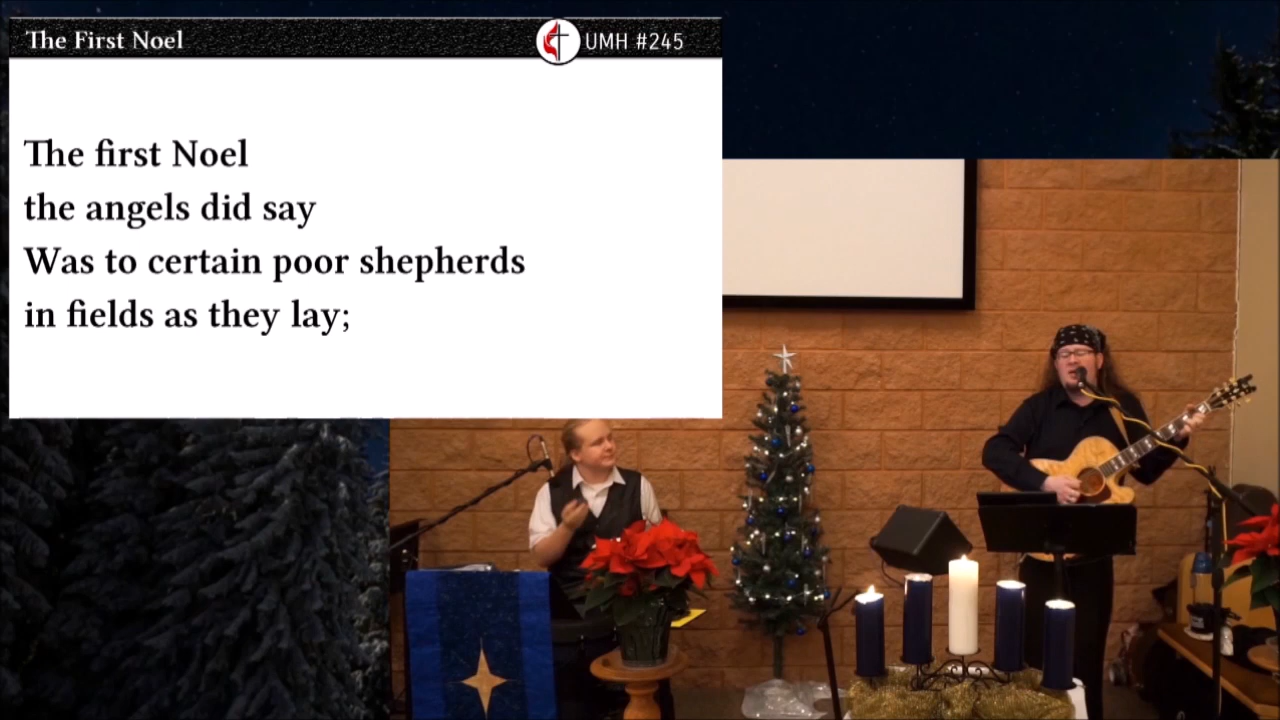 The First Noel
UMH #245
The first Noel
the angels did say
Was to certain poor shepherds
in fields as they lay;